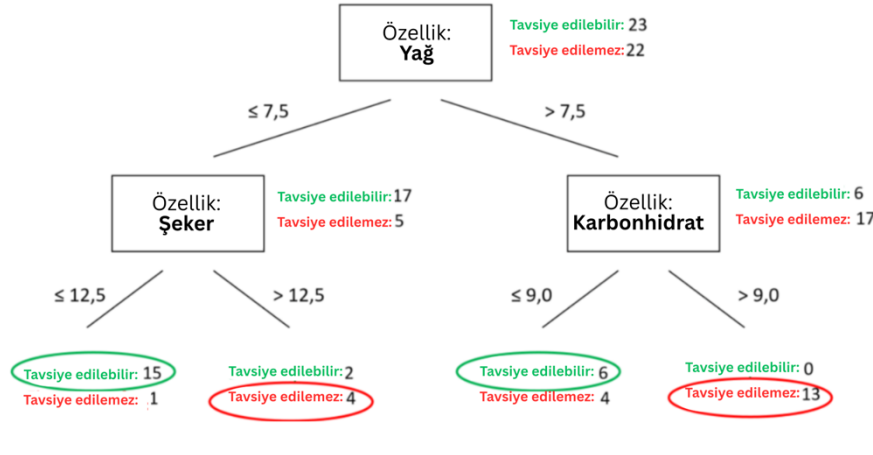 Özellik:
Yağ
Tavsiye edilebilir: 23
Tavsiye edilemez: 22
≤ 7,5
> 7,5
Özellik:
Şeker
Tavsiye edilebilir: 17
Tavsiye edilemez: 5
Özellik:
Karbonhidrat
Tavsiye edilebilir: 6
Tavsiye edilemez: 17
≤ 12,5
> 12,5
≤ 9,0
> 9,0
Tavsiye edilebilir: 15
Tavsiye edilemez: 1
Tavsiye edilebilir: 2
Tavsiye edilemez: 4
Tavsiye edilebilir: 6
Tavsiye edilemez: 4
Tavsiye edilebilir: 0
Tavsiye edilemez: 13